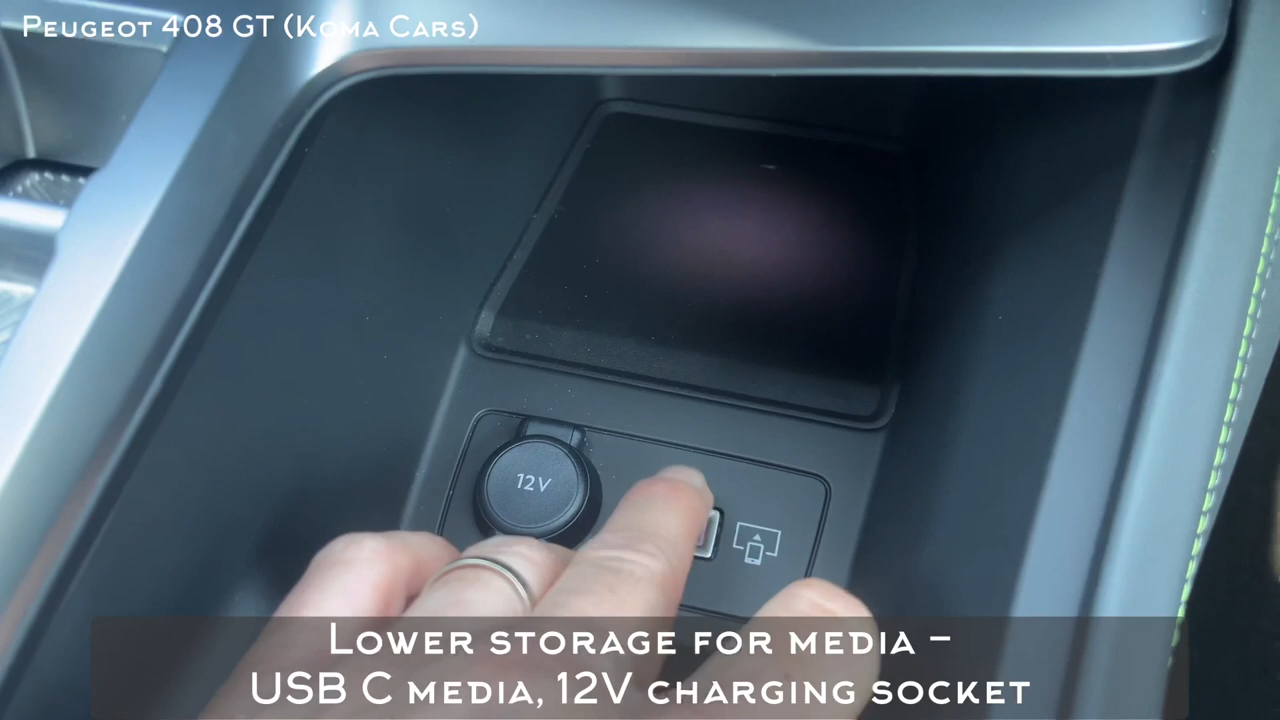 Peugeot 408 GT (Koma Cars)
12V
Lower storage for media –
USB C media, 12V charging socket